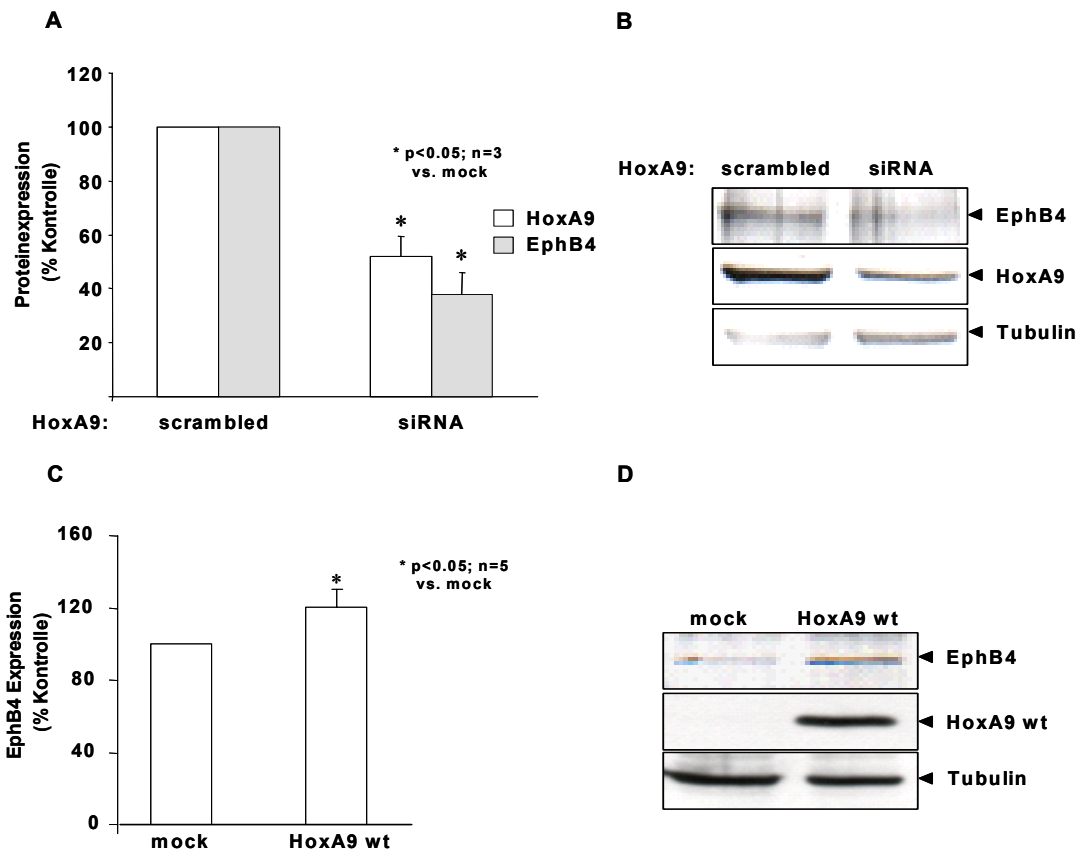 A
120
100
80
60
40
20
Proteinexpression
(% Kontrolle)
* p<0.05; n=3
vs. mock
*
*
HoxA9
EphB4
HoxA9:
scrambled
siRNA
B
HoxA9:
scrambled
siRNA
EphB4
HoxA9
Tubulin
C
160
120
80
40
0
EphB4 Expression
(% Kontrolle)
* p<0.05; n=5
vs. mock
*
mock
HoxA9 wt
D
mock
HoxA9 wt
EphB4
HoxA9 wt
Tubulin